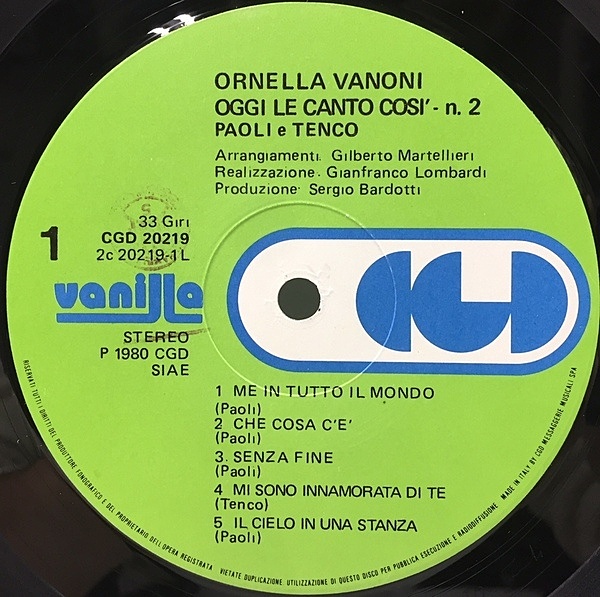 ORNELLA VANONI
OGGI LE CANTO COSI' - n. 2
PAOLI e TENCO
Arrangiamenti: Gilberto Martellieri
Realizzazione: Gianfranco Lombardi
Produzione: Sergio Bardotti
1
33 Giri
CGD 20219
2c 20219-1L
vanilla
CGD
STEREO
P 1980 CGD
SIAE
1 ME IN TUTTO IL MONDO
(Paoli)
2 CHE COSA C'E'
(Paoli)
3. SENZA FINE
(Paoli)
4 MI SONO INNAMORATA DI TE
(Tenco)
5 IL CIELO IN UNA STANZA
(Paoli)
RISERVATI TUTTI I DIRITTI DEL PRODUTTORE FONOGRAFICO E DEL PROPRIETARIO DELL'OPERA REGISTRATA VIETATE DUPLICAZIONE UTILIZZAZIONE DI QUESTO DISCO PER PUBBLICA ESECUZIONE E RADIODIFFUSIONE. MADE IN ITALY BY CGD MESSAGGERIE MUSICALI SPA